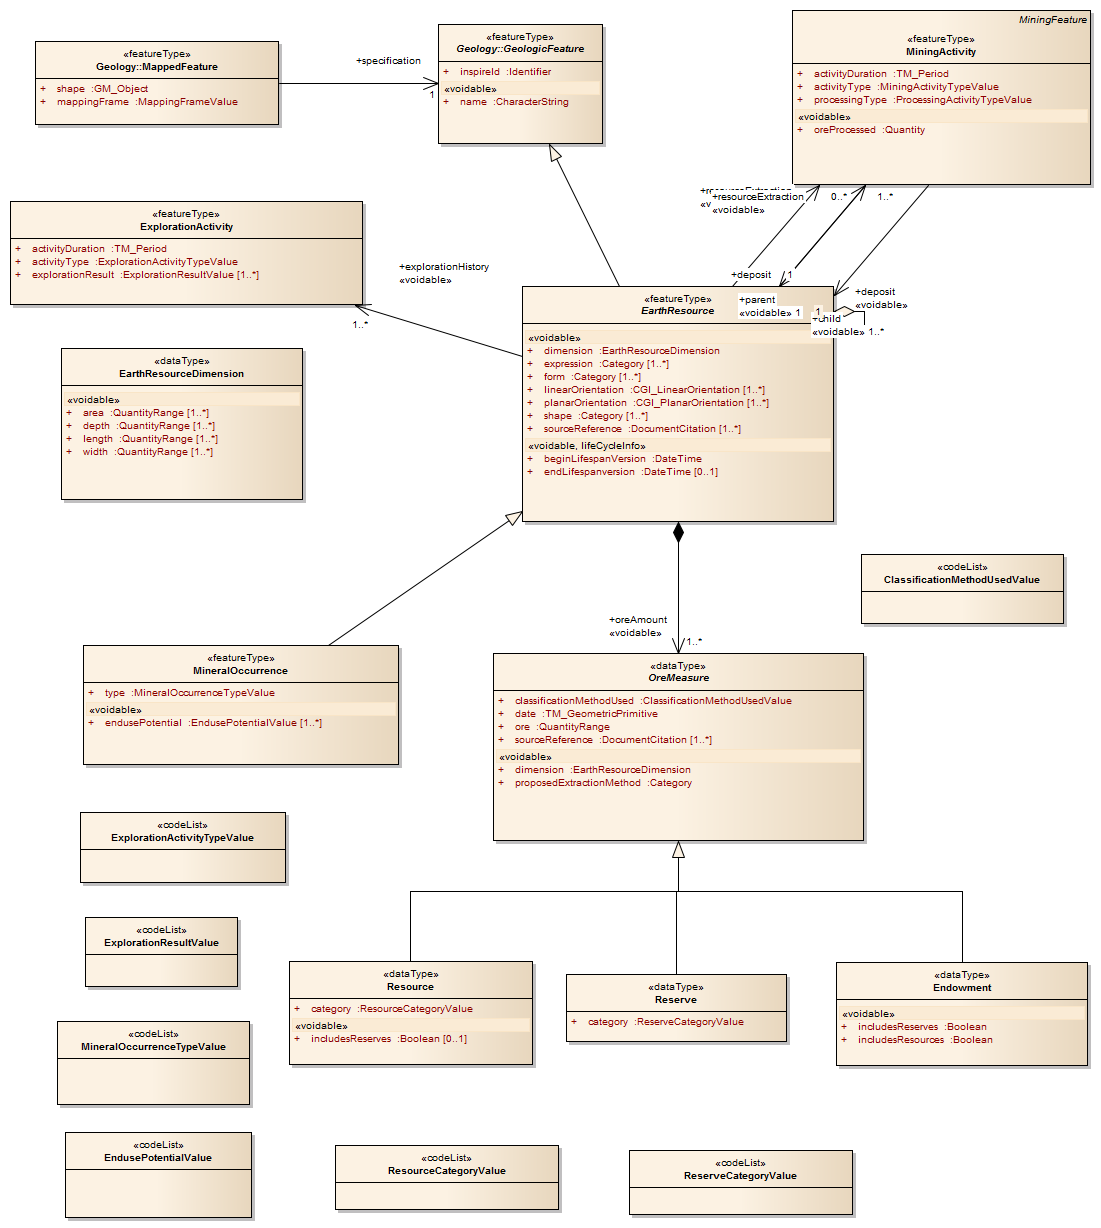 «featureType»
Geology::MappedFeature
+ shape :GM_Object
+ mappingFrame :MappingFrameValue
+specification
1
«featureType»
Geology::GeologicFeature
+ inspireId :Identifier
«voidable»
+ name :CharacterString
MiningFeature
«featureType»
MiningActivity
+ activityDuration :TM_Period
+ activityType :MiningActivityTypeValue
+ processingType :ProcessingActivityTypeValue
«voidable»
+ oreProcessed :Quantity
+resourceExtraction
«voidable»
0..*
1..*
«featureType»
ExplorationActivity
+ activityDuration :TM_Period
+ activityType :ExplorationActivityTypeValue
+ explorationResult :ExplorationResultValue [1..*]
+explorationHistory
«voidable»
1..*
+deposit
1
+deposit
«voidable»
+parent
«voidable» 1
1
+child
«voidable» 1..*
«featureType»
EarthResource
«voidable»
+ dimension :EarthResourceDimension
+ expression :Category [1..*]
+ form :Category [1..*]
+ linearOrientation :CGI_LinearOrientation [1..*]
+ planarOrientation :CGI_PlanarOrientation [1..*]
+ shape :Category [1..*]
+ sourceReference :DocumentCitation [1..*]
«voidable, lifeCycleInfo»
+ beginLifespanVersion :DateTime
+ endLifespanversion :DateTime [0..1]
«dataType»
EarthResourceDimension
«voidable»
+ area :QuantityRange [1..*]
+ depth :QuantityRange [1..*]
+ length :QuantityRange [1..*]
+ width :QuantityRange [1..*]
«codeList»
ClassificationMethodUsedValue
+oreAmount
«voidable»
1..*
«featureType»
MineralOccurrence
+ type :MineralOccurrenceTypeValue
«voidable»
+ endusePotential :EndusePotentialValue [1..*]
«dataType»
OreMeasure
+ classificationMethodUsed :ClassificationMethodUsedValue
+ date :TM_GeometricPrimitive
+ ore :QuantityRange
+ sourceReference :DocumentCitation [1..*]
«voidable»
+ dimension :EarthResourceDimension
+ proposedExtractionMethod :Category
«codeList»
ExplorationActivityTypeValue
«codeList»
ExplorationResultValue
«dataType»
Resource
+ category :ResourceCategoryValue
«voidable»
+ includesReserves :Boolean [0..1]
«dataType»
Reserve
+ category :ReserveCategoryValue
«dataType»
Endowment
«voidable»
+ includesReserves :Boolean
+ includesResources :Boolean
«codeList»
MineralOccurrenceTypeValue
«codeList»
EndusePotentialValue
«codeList»
ResourceCategoryValue
«codeList»
ReserveCategoryValue